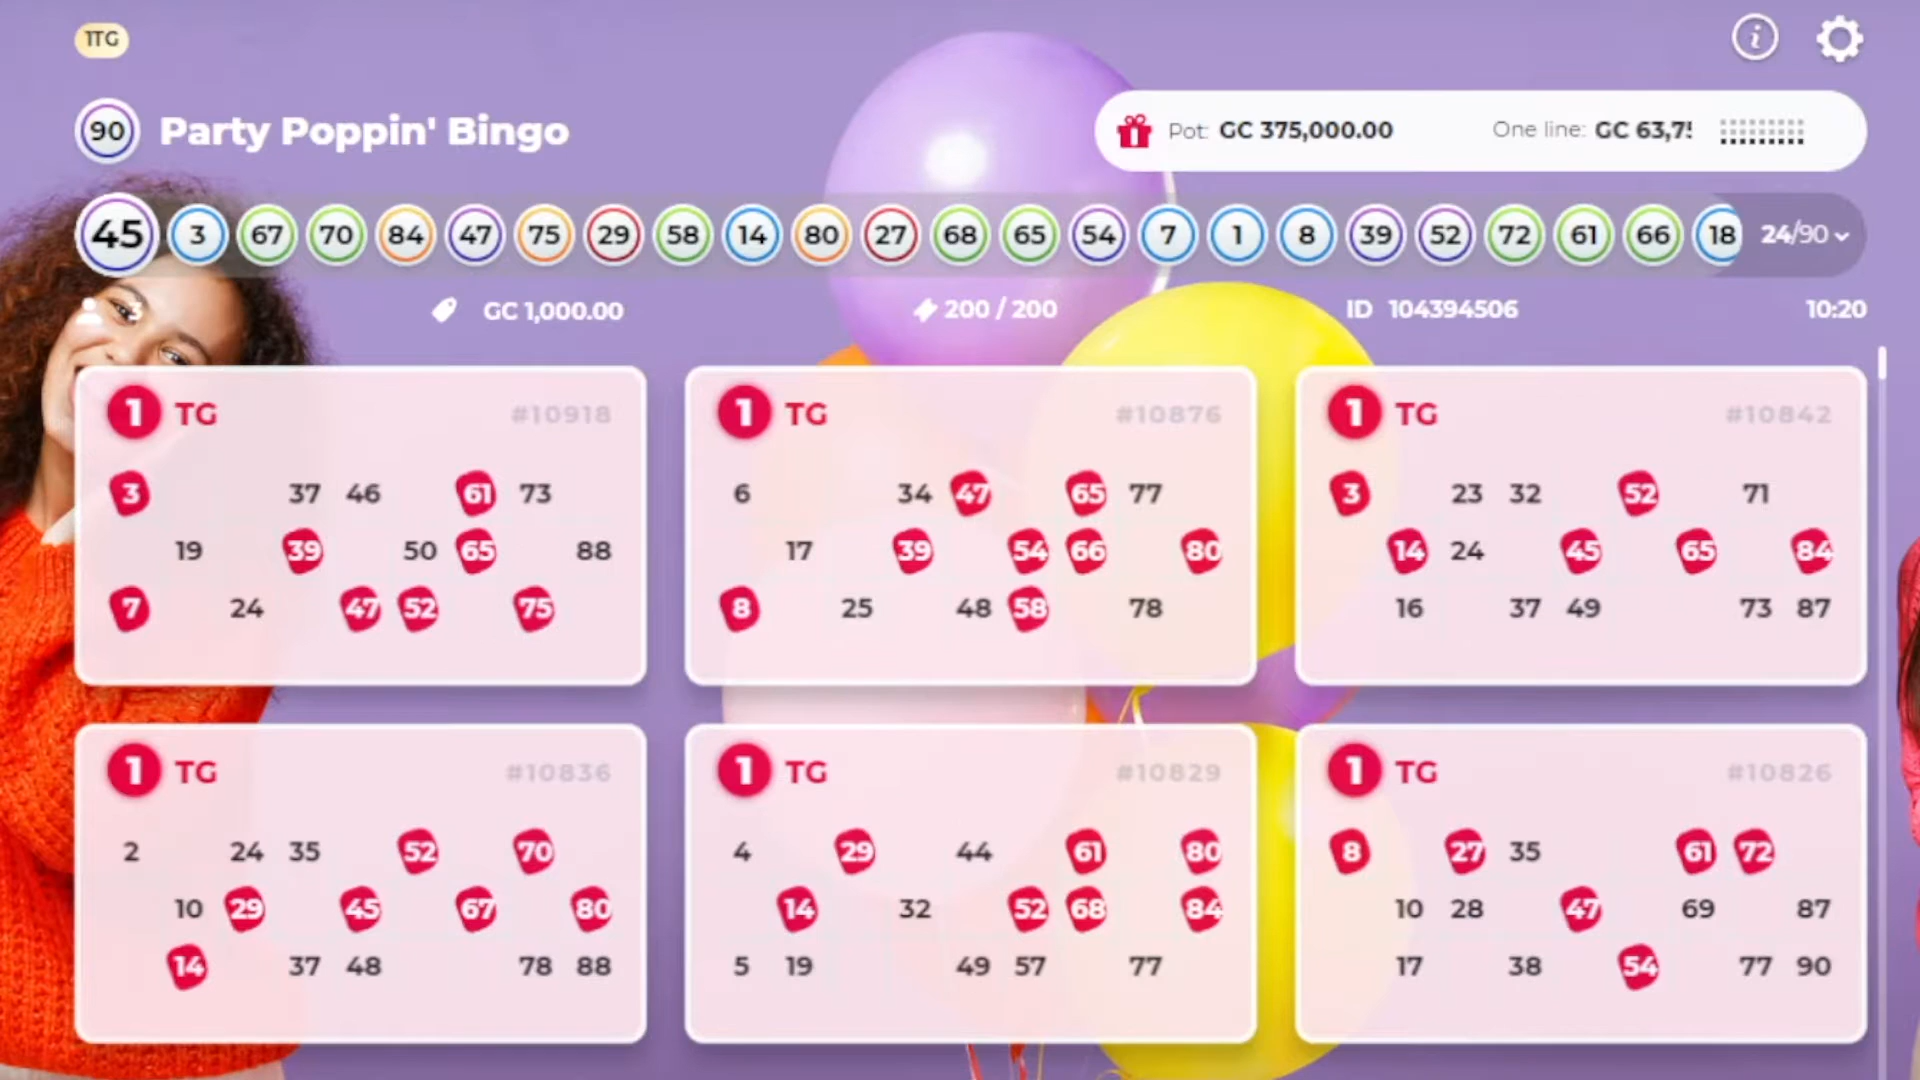 1TG
90 Party Poppin' Bingo
Pot: GC 375,000.00 One line: GC 63,75
45 3 67 70 84 47 75 29 58 14 80 27 68 65 54 7 1 8 39 52 72 61 66 18 24/90
GC 1,000.00 200 / 200 ID 104394506 10:20
1 TG #10918
3 37 46 61 73
19 39 50 65 88
7 24 47 52 75
1 TG #10876
6 34 47 65 77
17 39 54 66 80
8 25 48 58 78
1 TG #10842
3 23 32 52 71
14 24 45 65 84
16 37 49 73 87
1 TG #10836
2 24 35 52 70
10 29 45 67 80
14 37 48 78 88
1 TG #10829
4 29 44 61 80
14 32 52 68 84
5 19 49 57 77
1 TG #10826
8 27 35 61 72
10 28 47 69 87
17 38 54 77 90